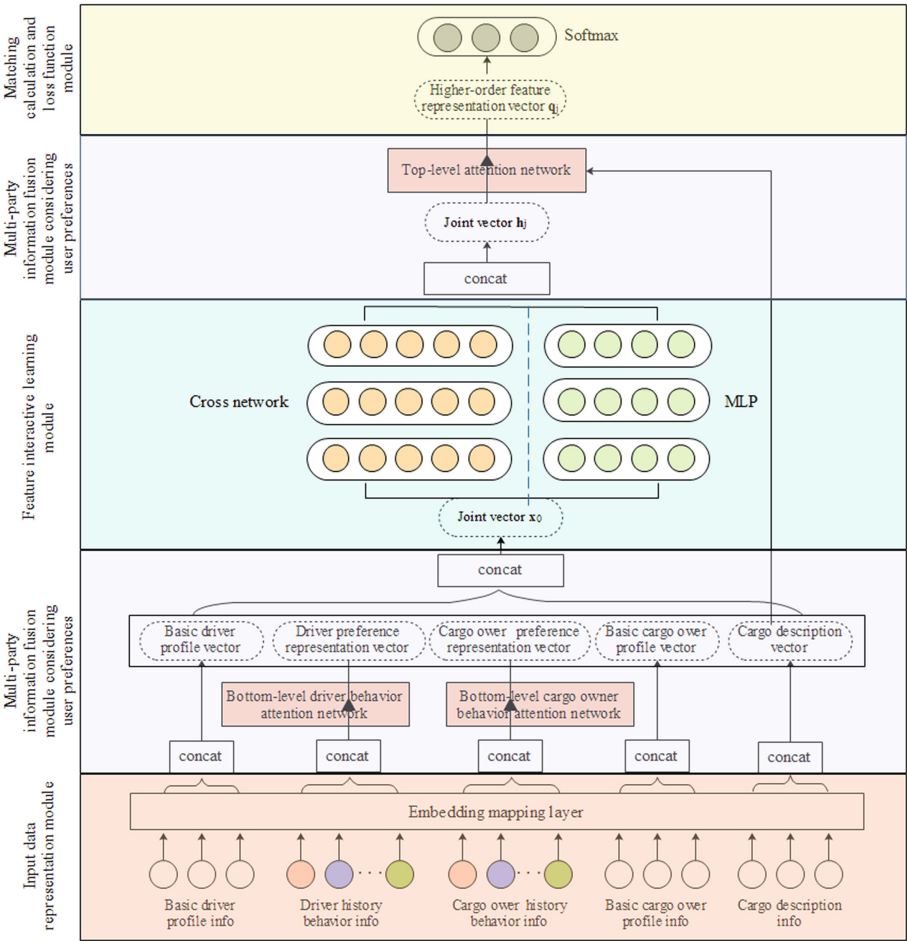 Matching
calculation and
loss function
module
Softmax
Higher-order feature
representation vector qj
Multi-party
information fusion
module considering
user preferences
Top-level attention network
Joint vector hj
concat
Feature interactive learning
module
Cross network
MLP
Joint vector x0
Multi-party
information fusion
module considering
user preferences
concat
Basic driver
profile vector
Driver preference
representation vector
Cargo ower preference
representation vector
Basic cargo ower
profile vector
Cargo description
vector
Bottom-level driver behavior
attention network
Bottom-level cargo owner
behavior attention network
concat
concat
concat
concat
concat
Input data
representation module
Embedding mapping layer
Basic driver
profile info
Driver history
behavior info
Cargo ower history
behavior info
Basic cargo ower
profile info
Cargo description
info